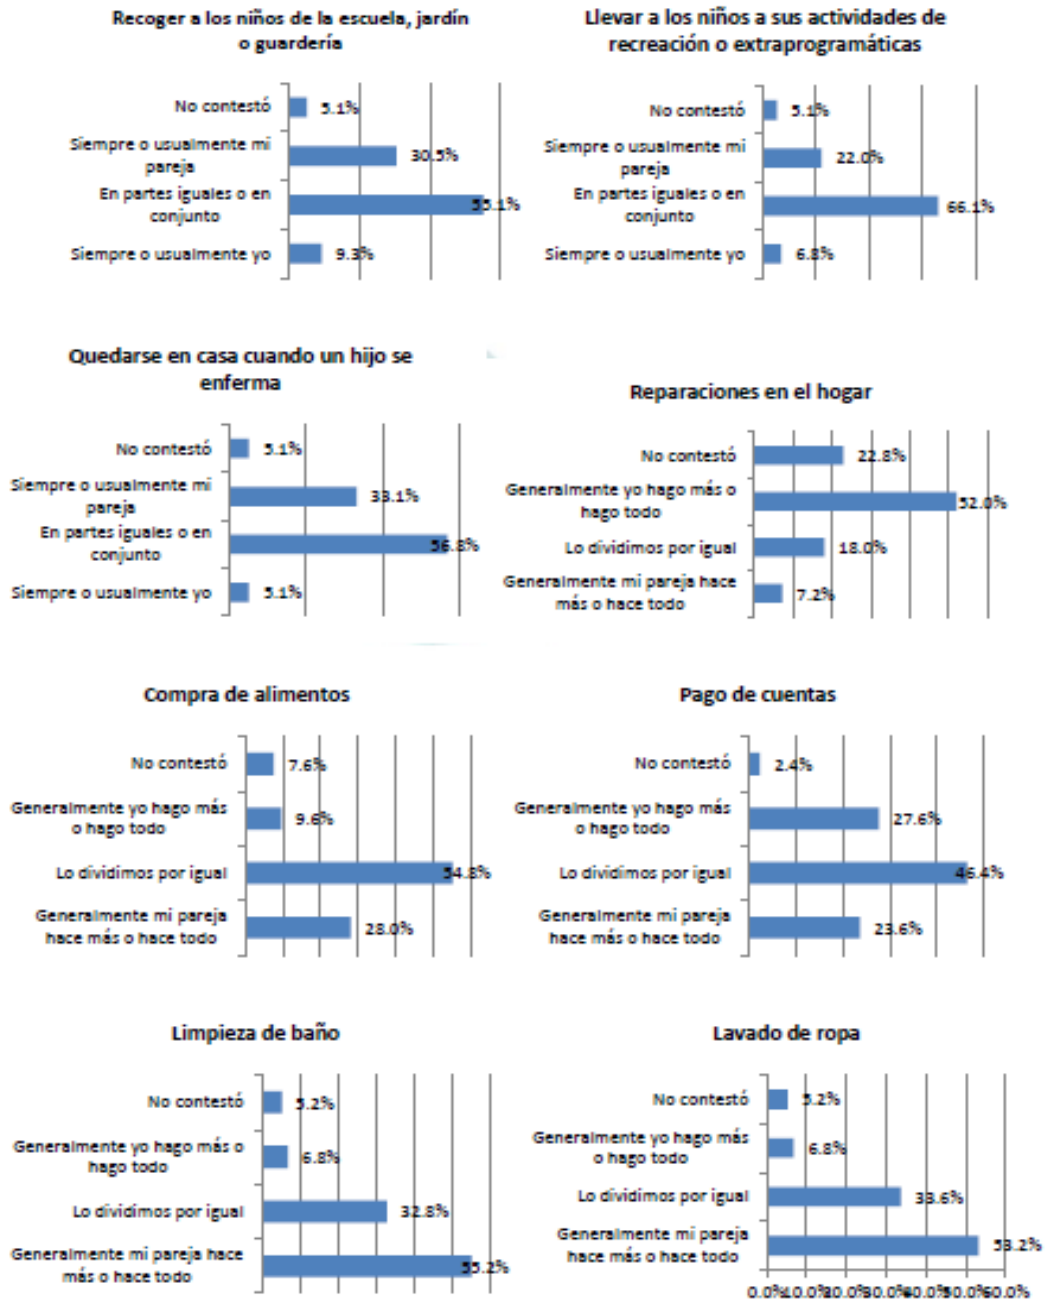 Recoger a los niños de la escuela, jardín
o guardería
No contestó
5.1%
Siempre o usualmente mi
pareja
30.5%
En partes iguales o en
conjunto
55.1%
Siempre o usualmente yo
9.3%
Llevar a los niños a sus actividades de
recreación o extraprogramáticas
No contestó
5.1%
Siempre o usualmente mi
pareja
22.0%
En partes iguales o en
conjunto
66.1%
Siempre o usualmente yo
6.8%
Quedarse en casa cuando un hijo se
enferma
No contestó
5.1%
Siempre o usualmente mi
pareja
33.1%
En partes iguales o en
conjunto
56.8%
Siempre o usualmente yo
5.1%
Reparaciones en el hogar
No contestó
22.8%
Generalmente yo hago más o
hago todo
52.0%
Lo dividimos por igual
18.0%
Generalmente mi pareja hace
más o hace todo
7.2%
Compra de alimentos
No contestó
7.6%
Generalmente yo hago más
o hago todo
9.6%
Lo dividimos por igual
54.8%
Generalmente mi pareja
hace más o hace todo
28.0%
Pago de cuentas
No contestó
2.4%
Generalmente yo hago más
o hago todo
27.6%
Lo dividimos por igual
46.4%
Generalmente mi pareja
hace más o hace todo
23.6%
Limpieza de baño
No contestó
5.2%
Generalmente yo hago más o
hago todo
6.8%
Lo dividimos por igual
32.8%
Generalmente mi pareja hace
más o hace todo
55.2%
Lavado de ropa
No contestó
5.2%
Generalmente yo hago más
o hago todo
6.8%
Lo dividimos por igual
33.6%
Generalmente mi pareja
hace más o hace todo
53.2%
0.0%10.0%20.0%30.0%40.0%50.0%60.0%